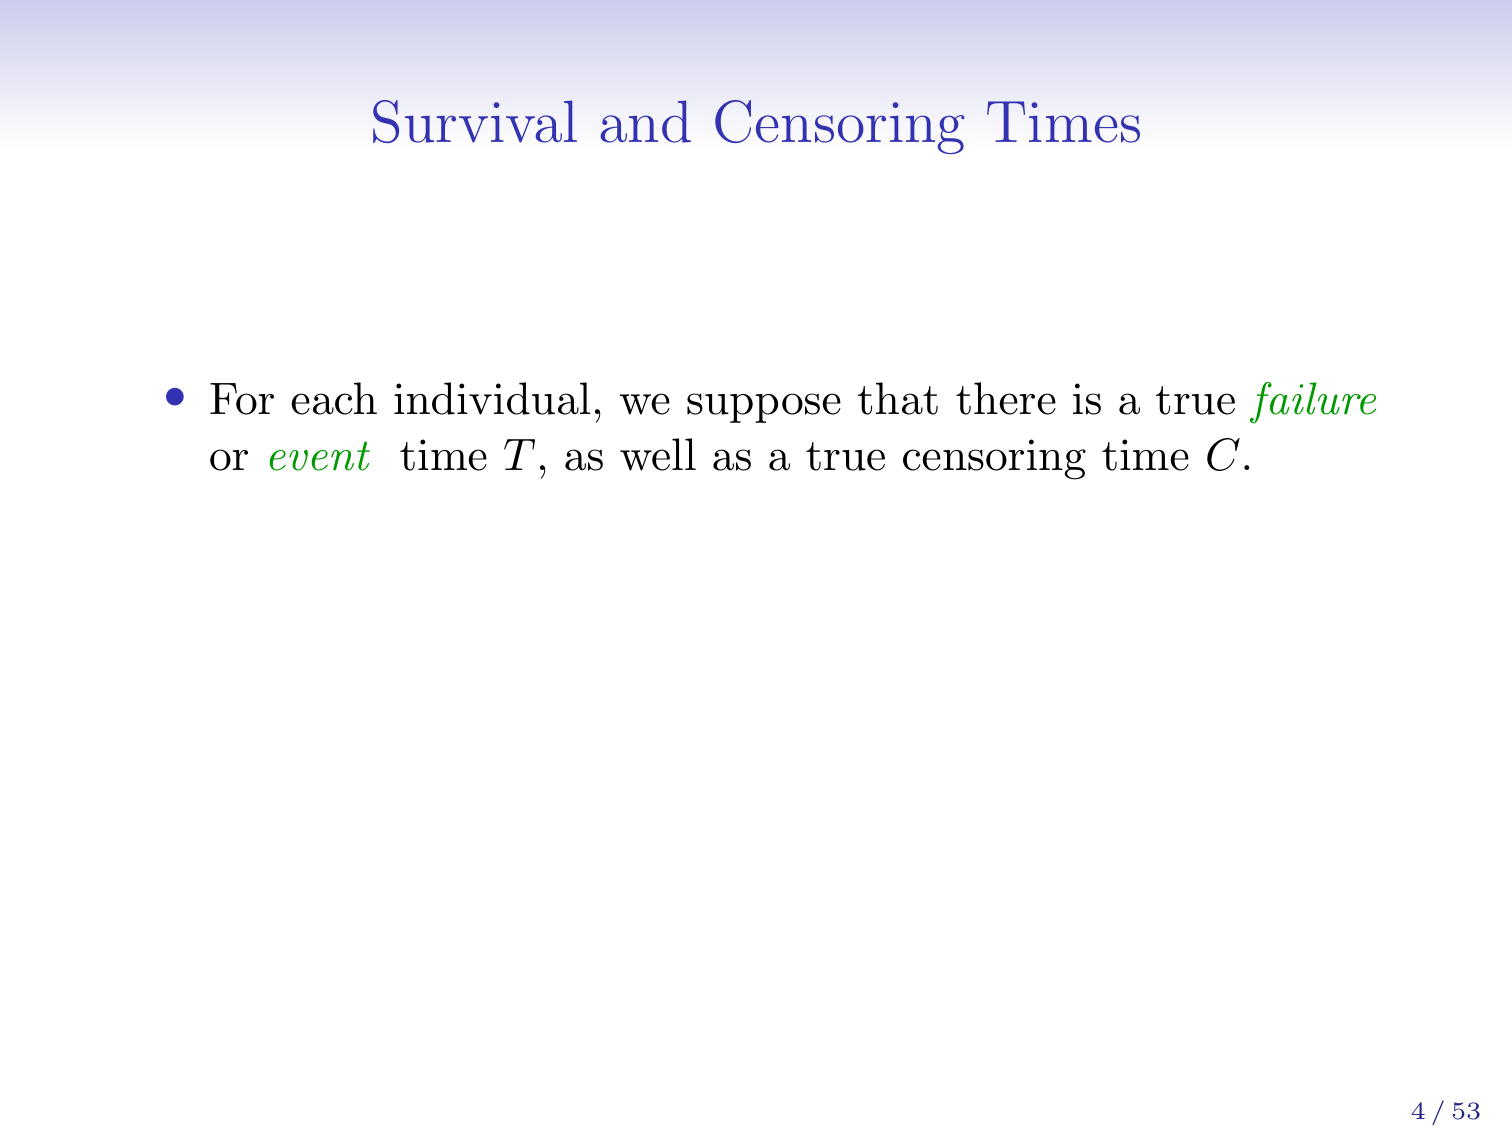 Survival and Censoring Times
• For each individual, we suppose that there is a true failure
or event time T, as well as a true censoring time C.
4 / 53